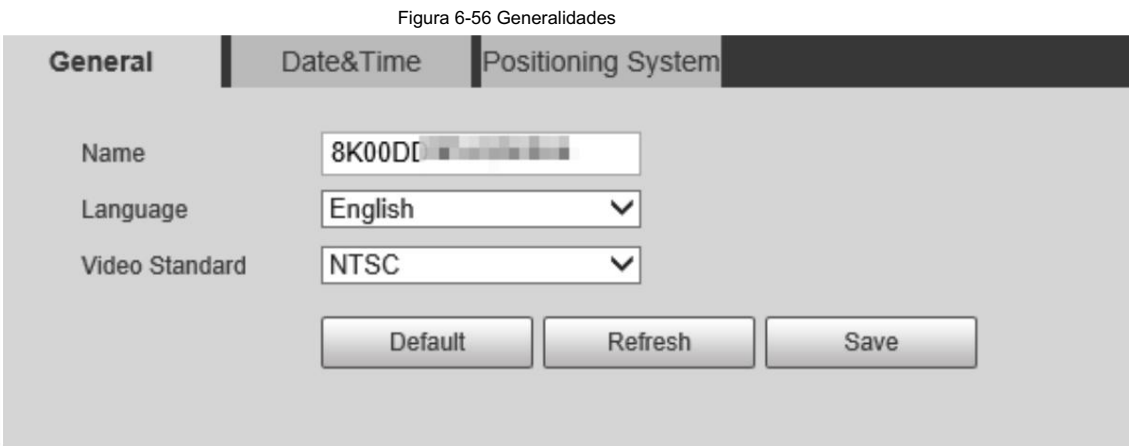 Figura 6-56 Generalidades
General Date&Time Positioning System
Name 8K00DD
Language English
Video Standard NTSC
Default Refresh Save